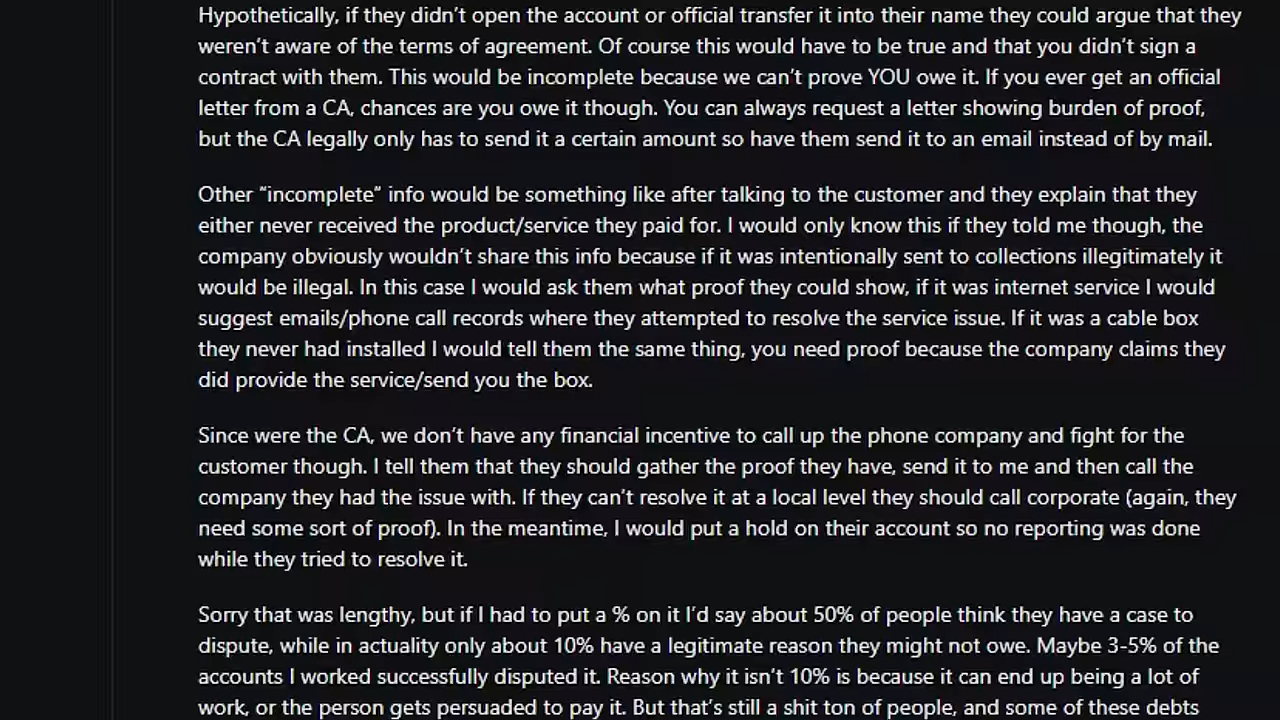 Hypothetically, if they didn’t open the account or official transfer it into their name they could argue that they
weren’t aware of the terms of agreement. Of course this would have to be true and that you didn’t sign a
contract with them. This would be incomplete because we can’t prove YOU owe it. If you ever get an official
letter from a CA, chances are you owe it though. You can always request a letter showing burden of proof,
but the CA legally only has to send it a certain amount so have them send it to an email instead of by mail.
Other “incomplete” info would be something like after talking to the customer and they explain that they
either never received the product/service they paid for. I would only know this if they told me though, the
company obviously wouldn’t share this info because if it was intentionally sent to collections illegitimately it
would be illegal. In this case I would ask them what proof they could show, if it was internet service I would
suggest emails/phone call records where they attempted to resolve the service issue. If it was a cable box
they never had installed I would tell them the same thing, you need proof because the company claims they
did provide the service/send you the box.
Since were the CA, we don’t have any financial incentive to call up the phone company and fight for the
customer though. I tell them that they should gather the proof they have, send it to me and then call the
company they had the issue with. If they can’t resolve it at a local level they should call corporate (again, they
need some sort of proof). In the meantime, I would put a hold on their account so no reporting was done
while they tried to resolve it.
Sorry that was lengthy, but if I had to put a % on it I’d say about 50% of people think they have a case to
dispute, while in actuality only about 10% have a legitimate reason they might not owe. Maybe 3-5% of the
accounts I worked successfully disputed it. Reason why it isn’t 10% is because it can end up being a lot of
work, or the person gets persuaded to pay it. But that’s still a shit ton of people, and some of these debts